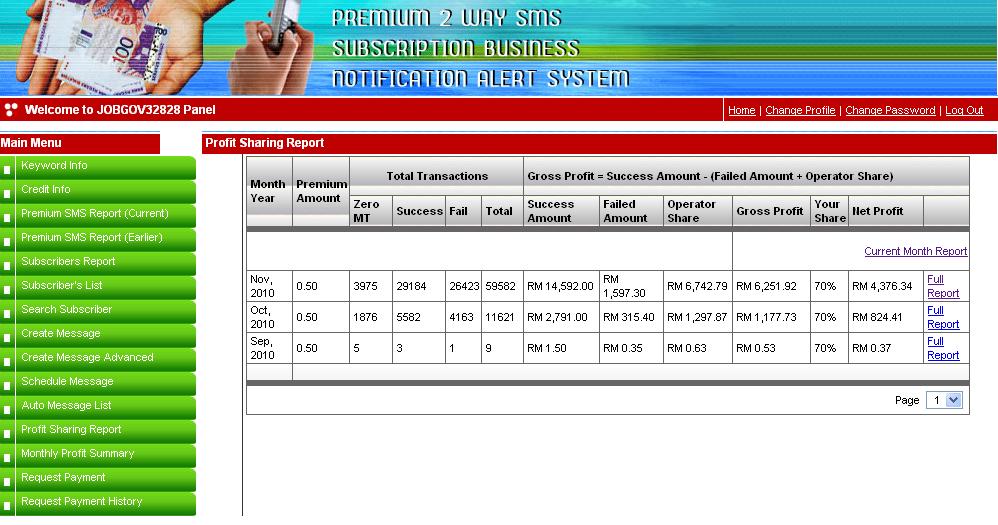 PREMIUM 2 WAY SMS
SUBSCRIPTION BUSINESS
NOTIFICATION ALERT SYSTEM
100
Welcome to JOBGOV32828 Panel
Home | Change Profile | Change Password | Log Out
Main Menu
Keyword Info
Credit Info
Premium SMS Report (Current)
Premium SMS Report (Earlier)
Subscribers Report
Subscriber's List
Search Subscriber
Create Message
Create Message Advanced
Schedule Message
Auto Message List
Profit Sharing Report
Monthly Profit Summary
Request Payment
Request Payment History
Profit Sharing Report
Month Year Premium Amount Total Transactions Gross Profit = Success Amount - (Failed Amount + Operator Share)
Zero MT Success Fail Total Success Amount Failed Amount Operator Share Gross Profit Your Share Net Profit
Current Month Report
Nov, 2010 0.50 3975 29184 26423 59582 RM 14,592.00 RM 1,597.30 RM 6,742.79 RM 6,251.92 70% RM 4,376.34 Full Report
Oct, 2010 0.50 1876 5582 4163 11621 RM 2,791.00 RM 315.40 RM 1,297.87 RM 1,177.73 70% RM 824.41 Full Report
Sep, 2010 0.50 5 3 1 9 RM 1.50 RM 0.35 RM 0.63 RM 0.53 70% RM 0.37 Full Report
Page 1